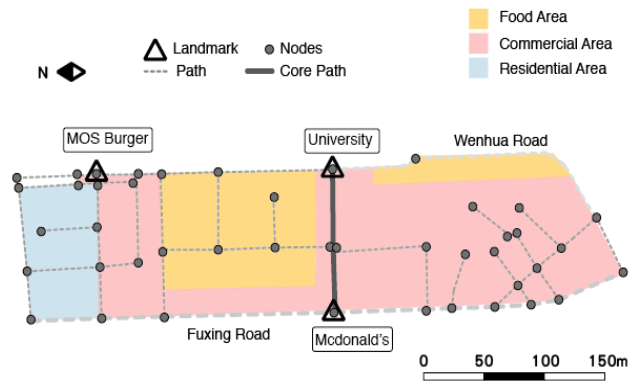 Food Area
Landmark Nodes Commercial Area
N Path Core Path Residential Area
MOS Burger University Wenhua Road
Fuxing Road Mcdonald's
0 50 100 150m